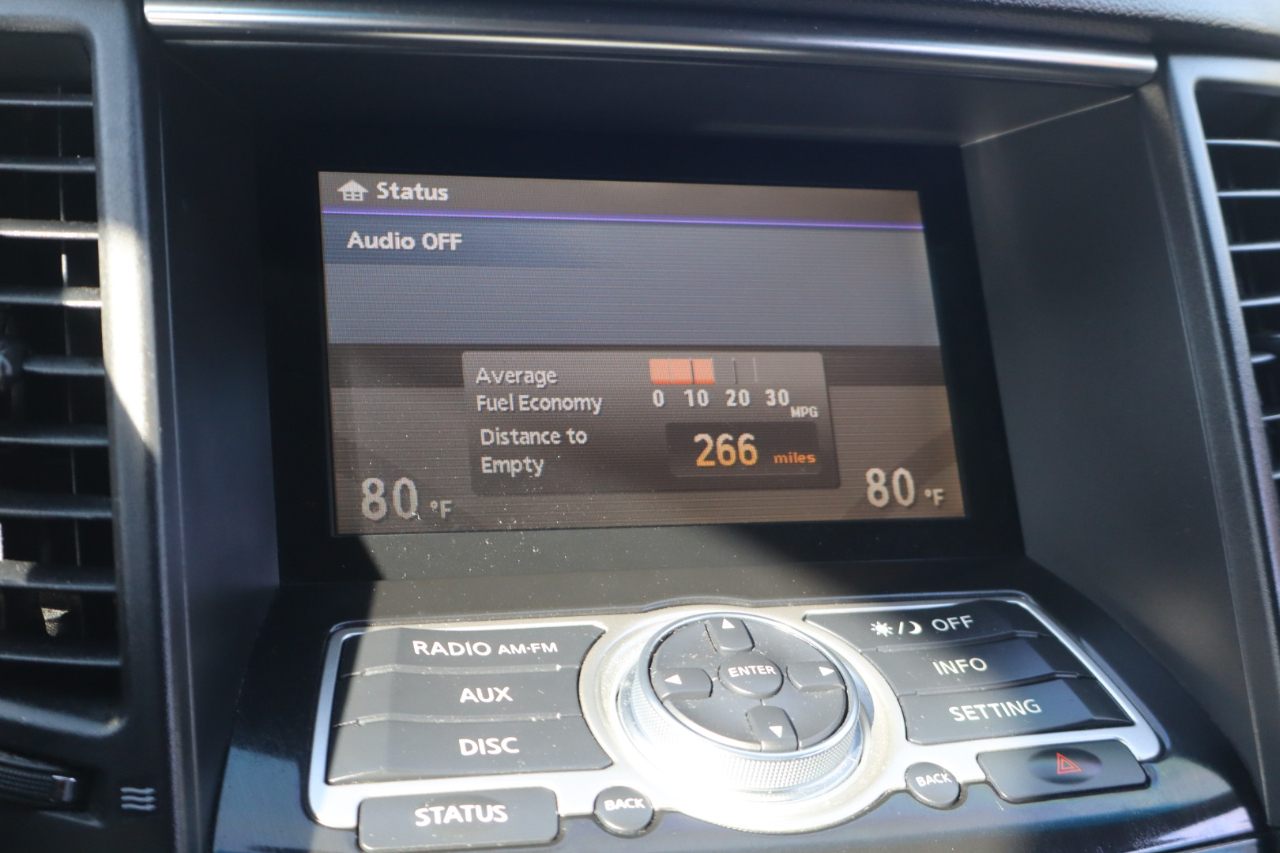 Status
Audio OFF
Average
Fuel Economy
0 10 20 30 MPG
Distance to
Empty
266 miles
80 °F
80 °F
RADIO AM·FM
AUX
DISC
STATUS
BACK
ENTER
BACK
OFF
INFO
SETTING